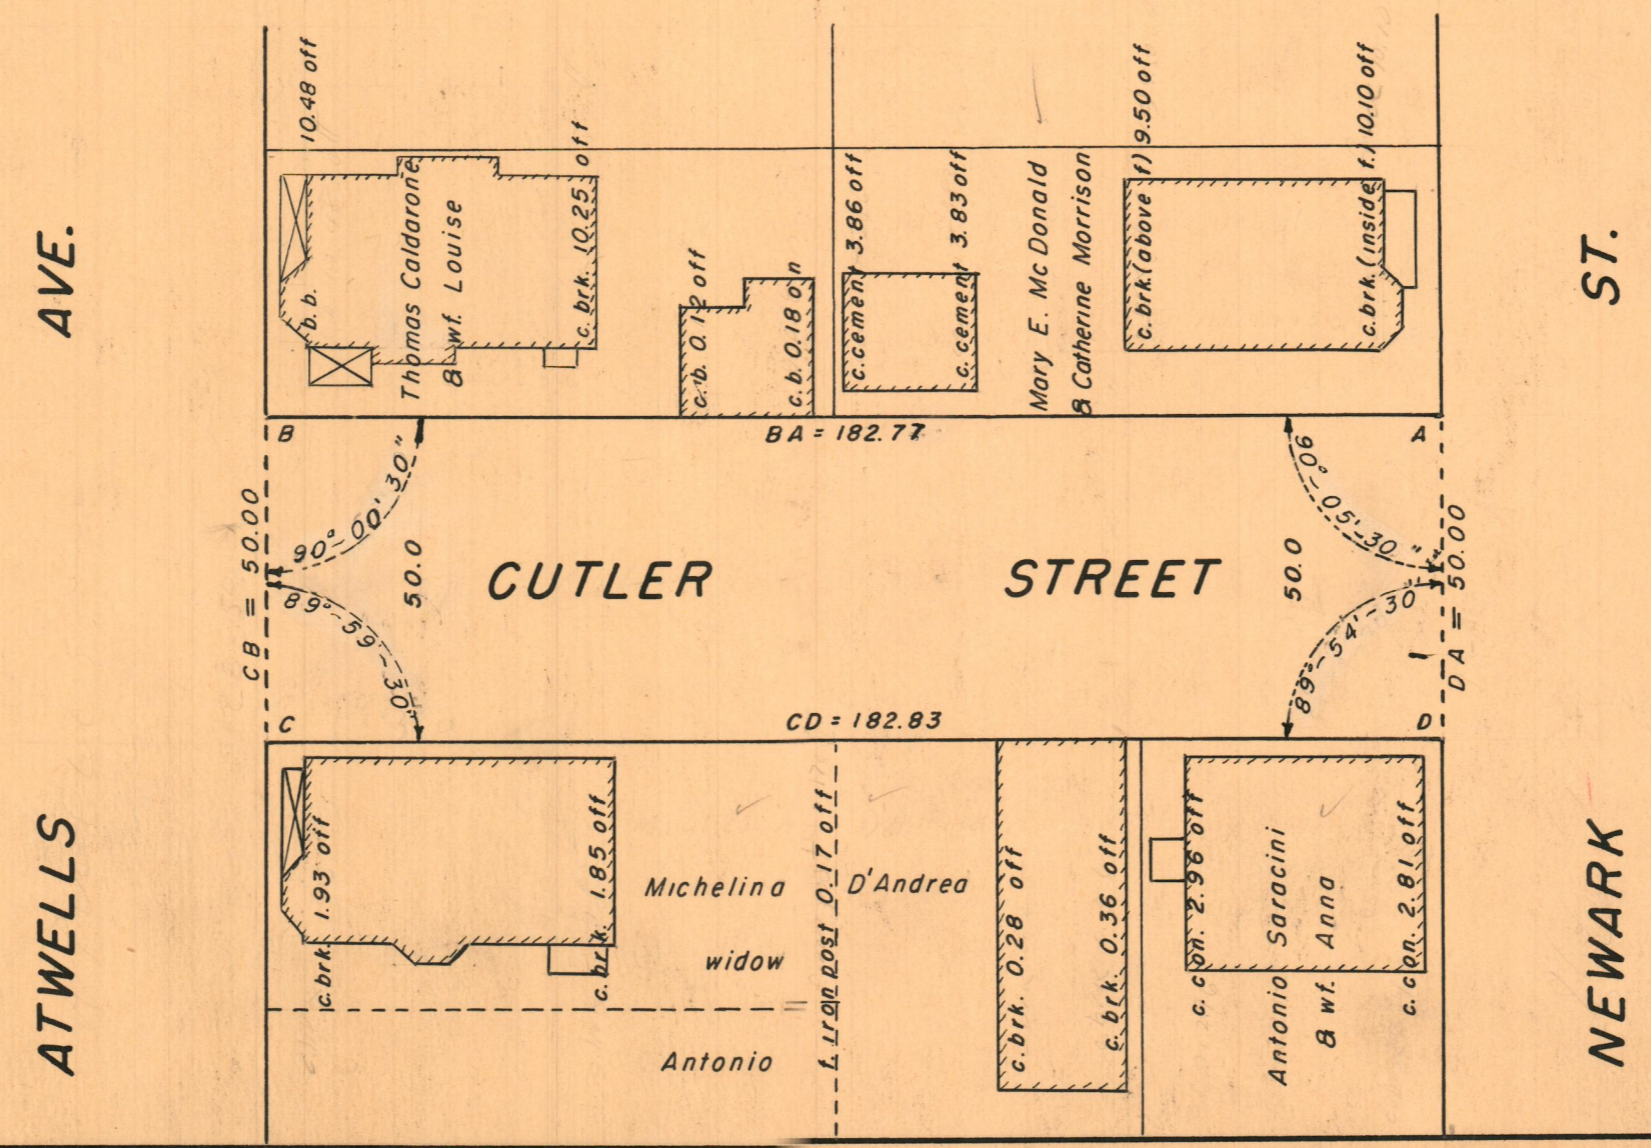 10.48 off
c. brk. 10.25 off
b. b.
Thomas Caldarone
& wf. Louise
c. b. 0.12 off
c. b. 0.18 on
c. cement 3.86 off
c. cement 3.83 off
Mary E. McDonald
& Catherine Morrison
c. brk. (above f) 9.50 off
c. brk. (inside f.) 10.10 off
AVE.
ST.
B
BA = 182.77
A
90°-00'30"
90°-05'-30"
CB = 50.00
50.0
CUTLER STREET
50.0
DA = 50.00
89°-59'-30"
89°-54'-30"
C
CD = 182.83
D
ATWELLS
NEWARK
c. brk. 1.93 off
c. brk. 1.85 off
Michelina D'Andrea
widow
Antonio
f. iron post 0.17 off
c. brk. 0.28 off
c. brk. 0.36 off
c. con. 2.96 off
Antonio Saracini
& wf. Anna
c. con. 2.81 off